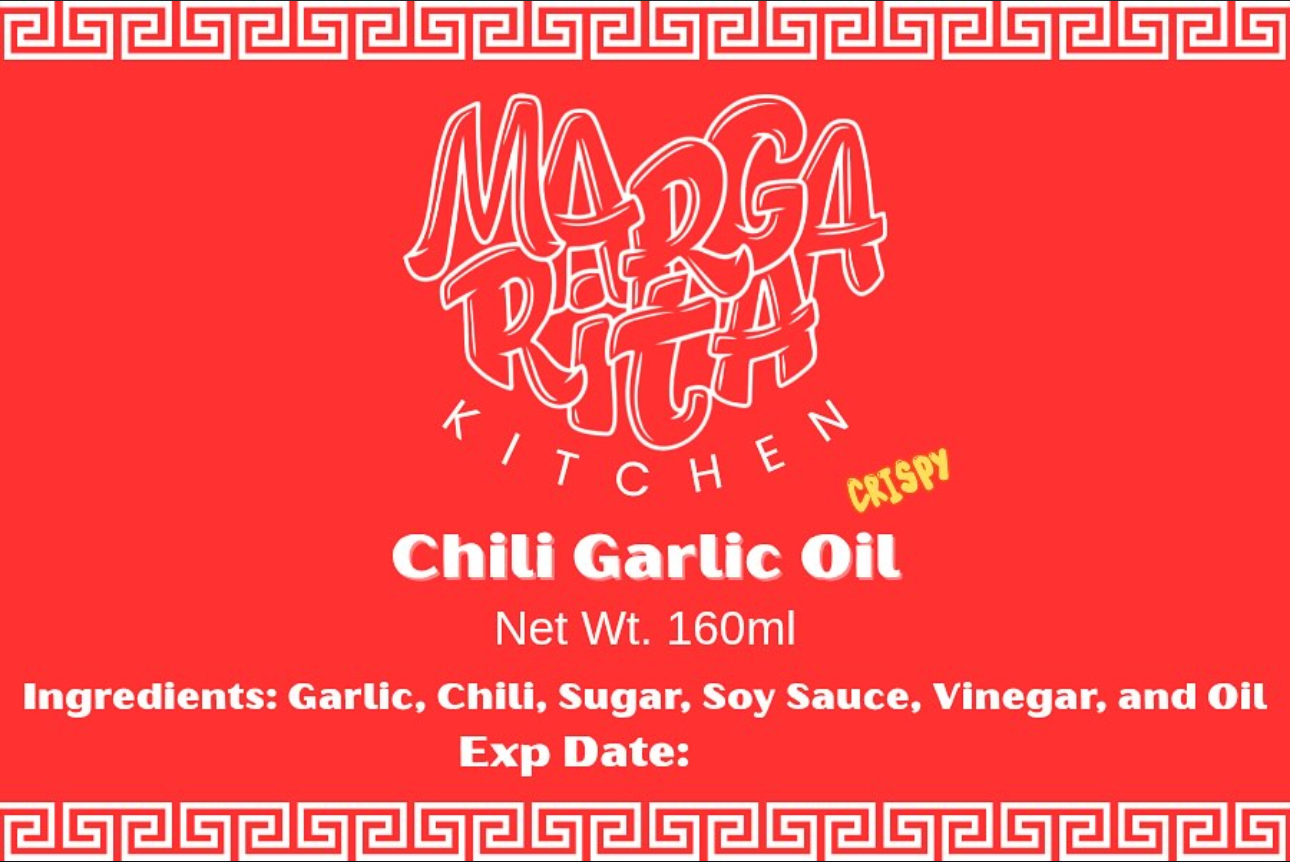 MARGA
RITA
KITCHEN
CRISPY
Chili Garlic Oil
Net Wt. 160ml
Ingredients: Garlic, Chili, Sugar, Soy Sauce, Vinegar, and Oil
Exp Date: